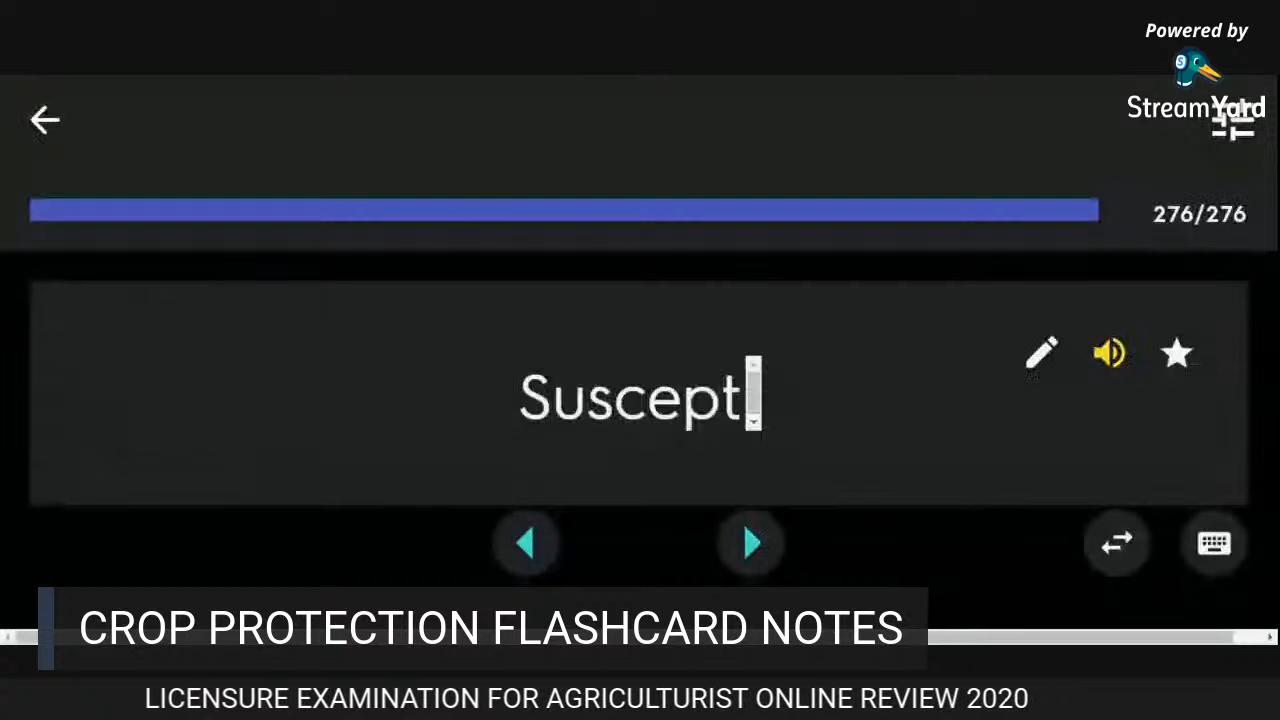 Powered by
StreamYard
276/276
Suscept
CROP PROTECTION FLASHCARD NOTES
LICENSURE EXAMINATION FOR AGRICULTURIST ONLINE REVIEW 2020